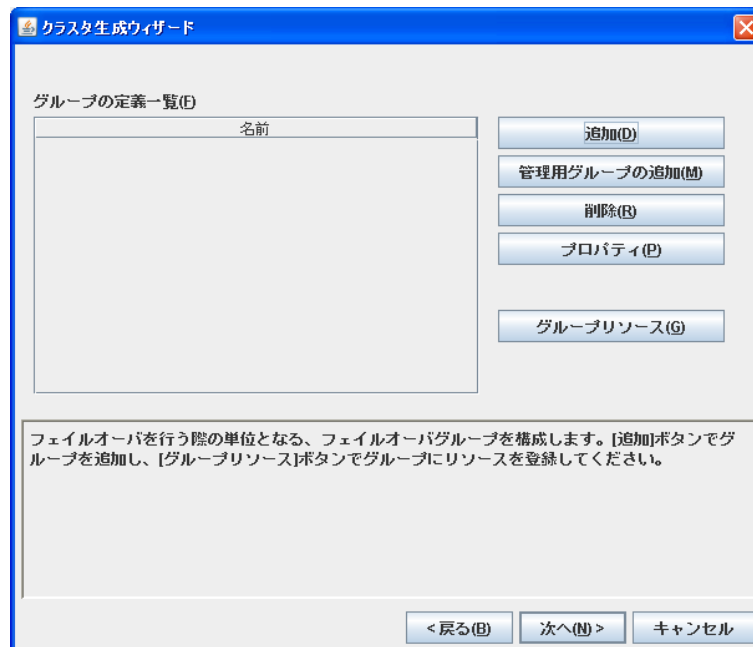 クラスタ生成ウィザード
グループの定義一覧(F)
名前
追加(D)
管理用グループの追加(M)
削除(R)
プロパティ(P)
グループリソース(G)
フェイルオーバを行う際の単位となる、フェイルオーバグループを構成します。[追加]ボタンでグ
ループを追加し、[グループリソース]ボタンでグループにリソースを登録してください。
<戻る(B)
次へ(N)>
キャンセル